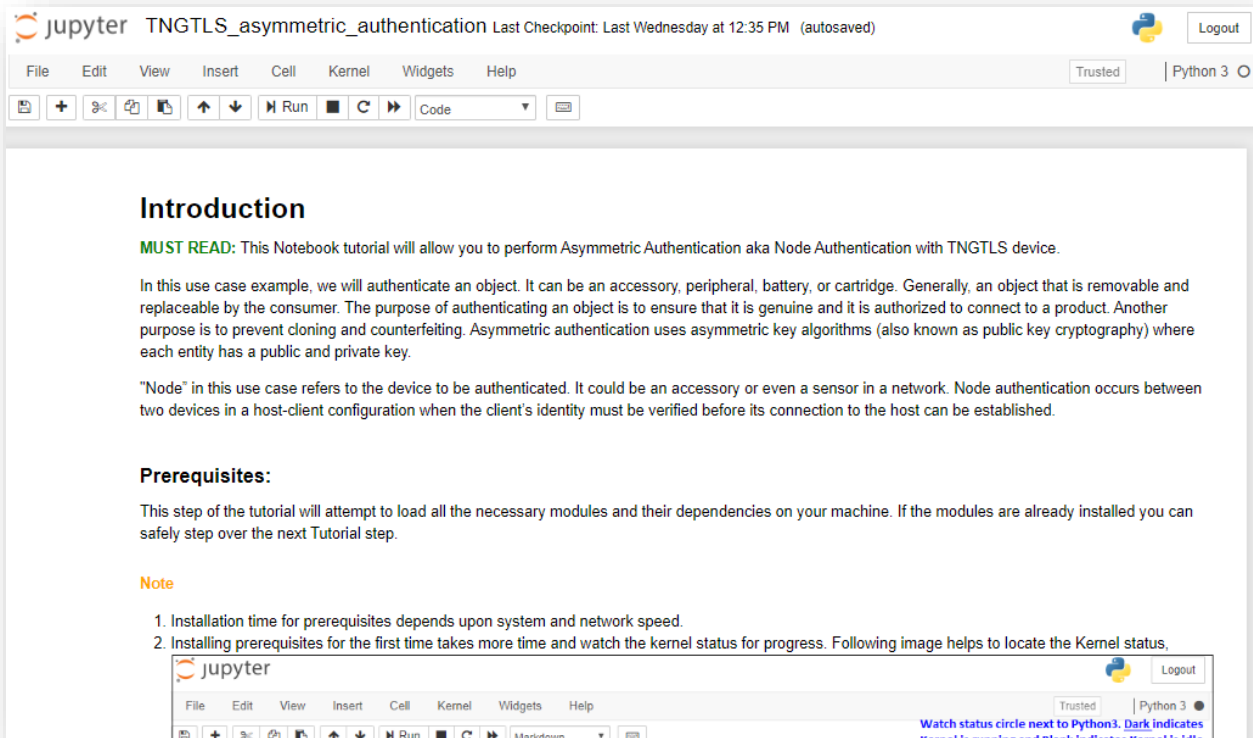 jupyter TNGTLS_asymmetric_authentication Last Checkpoint: Last Wednesday at 12:35 PM (autosaved) Logout
File Edit View Insert Cell Kernel Widgets Help Trusted Python 3
Run Code
Introduction
MUST READ: This Notebook tutorial will allow you to perform Asymmetric Authentication aka Node Authentication with TNGTLS device.
In this use case example, we will authenticate an object. It can be an accessory, peripheral, battery, or cartridge. Generally, an object that is removable and
replaceable by the consumer. The purpose of authenticating an object is to ensure that it is genuine and it is authorized to connect to a product. Another
purpose is to prevent cloning and counterfeiting. Asymmetric authentication uses asymmetric key algorithms (also known as public key cryptography) where
each entity has a public and private key.
"Node” in this use case refers to the device to be authenticated. It could be an accessory or even a sensor in a network. Node authentication occurs between
two devices in a host-client configuration when the client’s identity must be verified before its connection to the host can be established.
Prerequisites:
This step of the tutorial will attempt to load all the necessary modules and their dependencies on your machine. If the modules are already installed you can
safely step over the next Tutorial step.
Note
1. Installation time for prerequisites depends upon system and network speed.
2. Installing prerequisites for the first time takes more time and watch the kernel status for progress. Following image helps to locate the Kernel status,
jupyter Logout
File Edit View Insert Cell Kernel Widgets Help Trusted Python 3
Watch status circle next to Python3. Dark indicates
Run Markdown Kernel is running and Blank indicates Kernel is idle